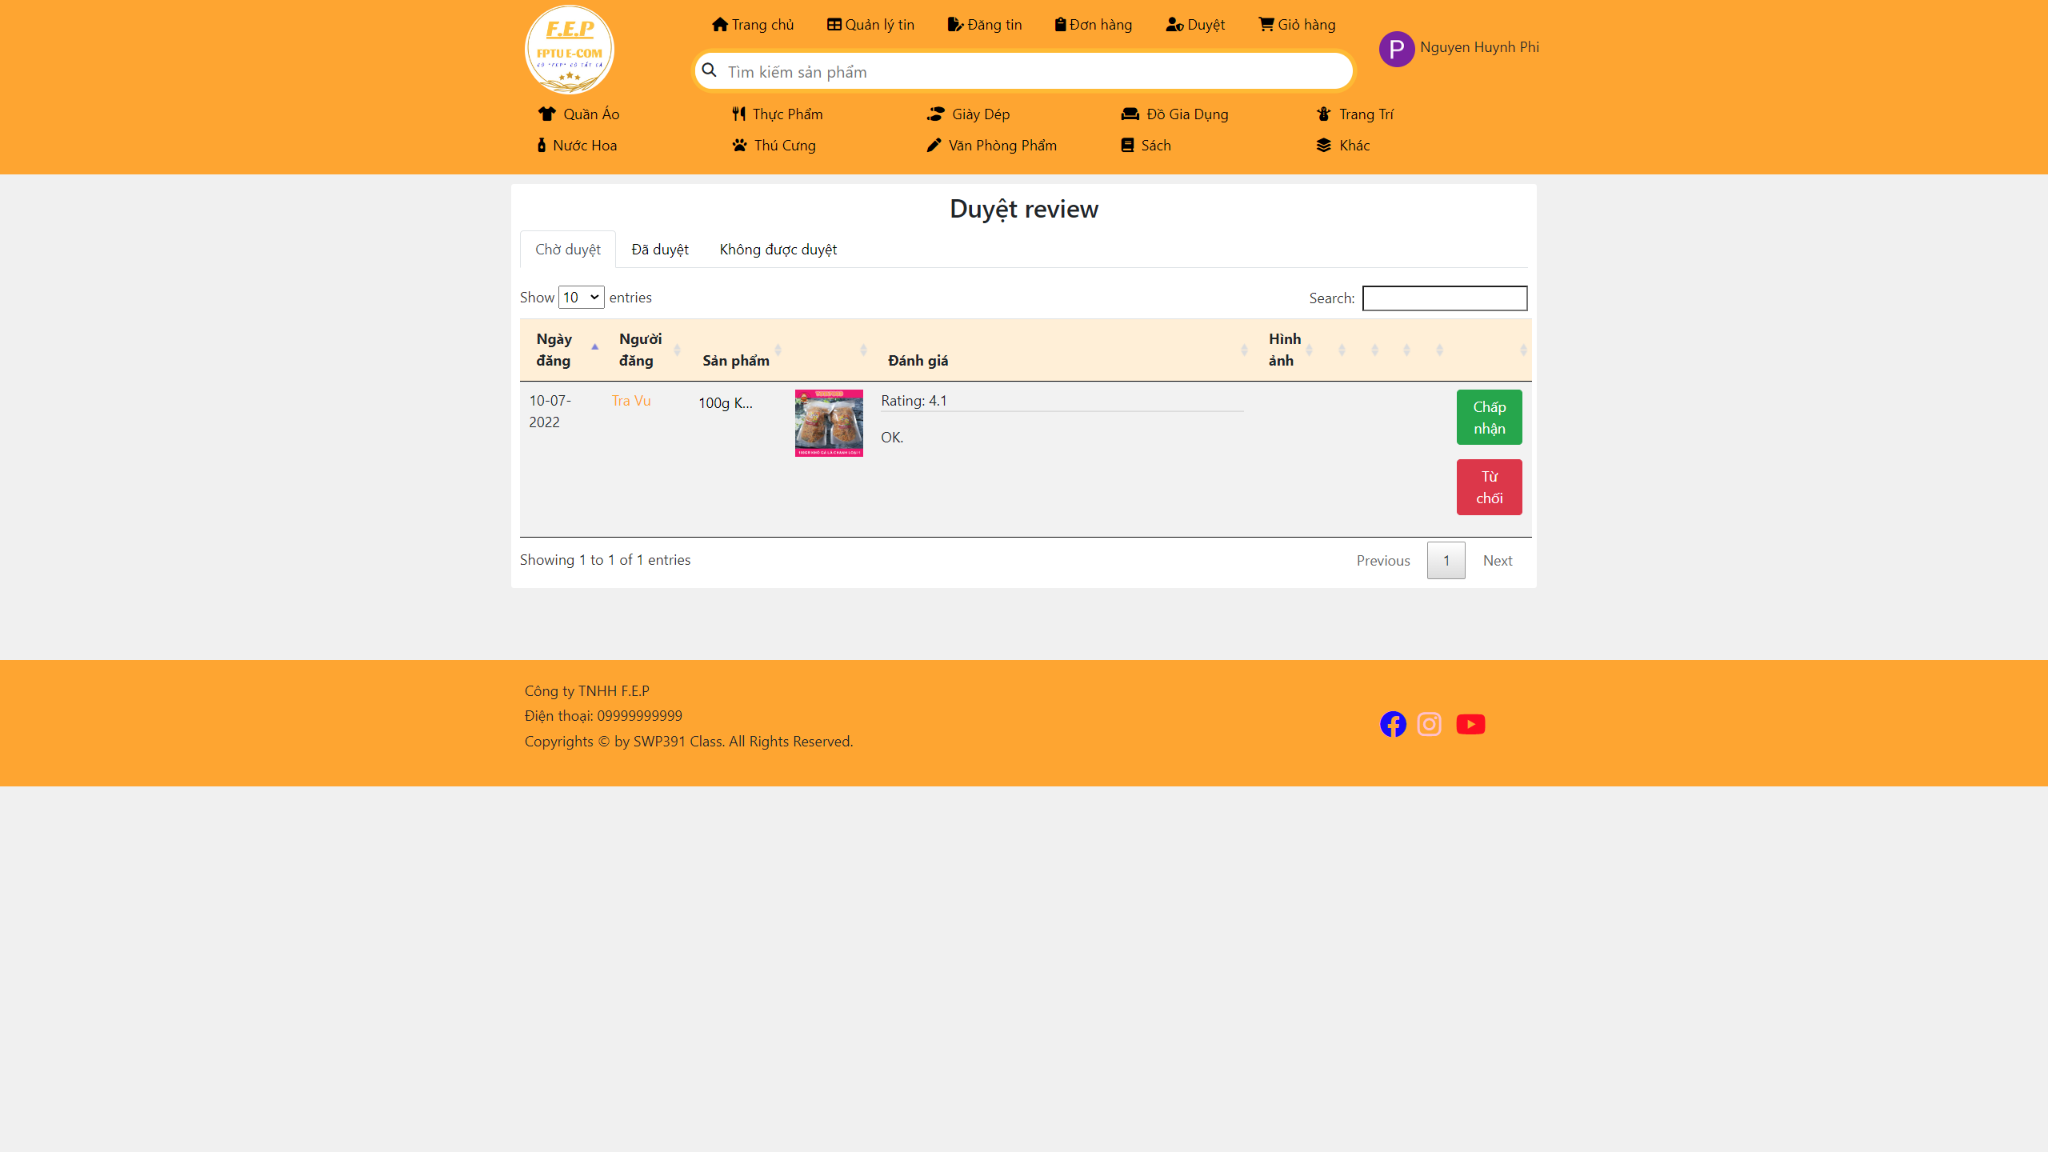 F.E.P
FPTU E-COM
Trang chủ
Quản lý tin
Đăng tin
Đơn hàng
Duyệt
Giỏ hàng
P
Nguyen Huynh Phi
Tìm kiếm sản phẩm
Quần Áo
Thực Phẩm
Giày Dép
Đồ Gia Dụng
Trang Trí
Nước Hoa
Thú Cưng
Văn Phòng Phẩm
Sách
Khác
Duyệt review
Chờ duyệt
Đã duyệt
Không được duyệt
Show 10 entries
Search:
Ngày
đăng
Người
đăng
Sản phẩm
Đánh giá
Hình
ảnh
10-07-
2022
Tra Vu
100g K...
Rating: 4.1
OK.
Chấp
nhận
Từ
chối
Showing 1 to 1 of 1 entries
Previous
1
Next
Công ty TNHH F.E.P
Điện thoại: 09999999999
Copyrights © by SWP391 Class. All Rights Reserved.